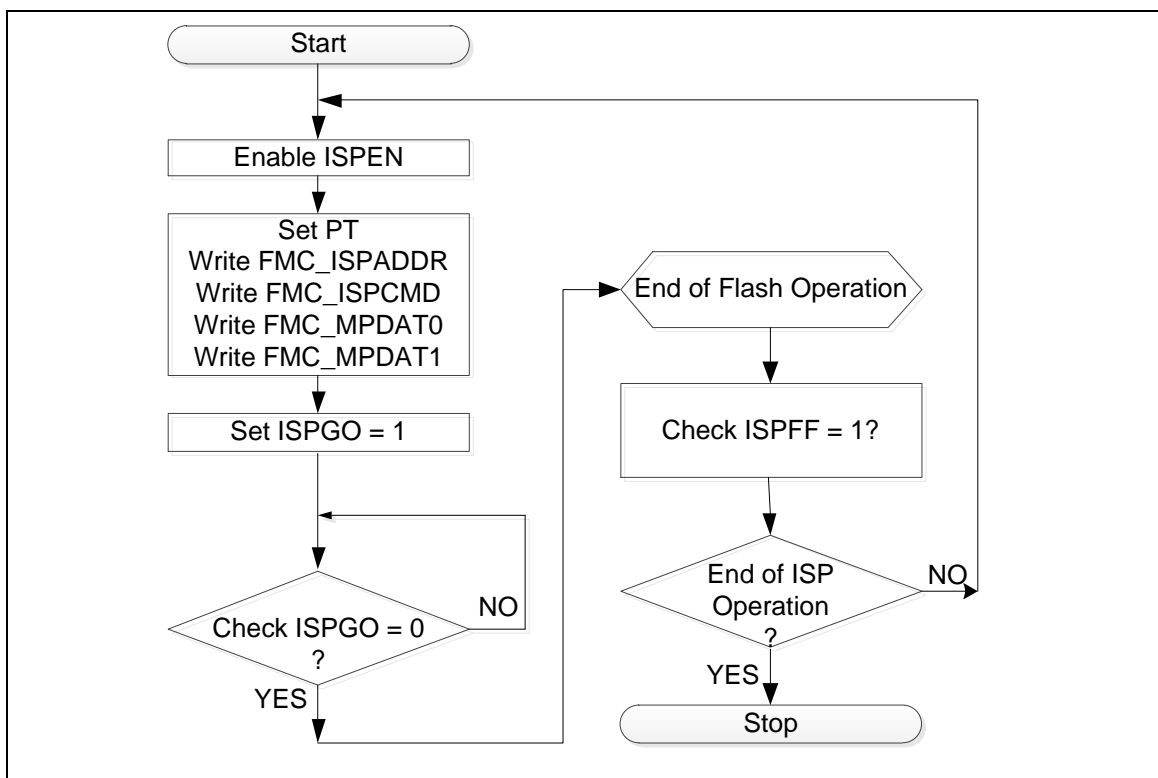 Start
Enable ISPEN
Set PT
Write FMC_ISPADDR
Write FMC_ISPCMD
Write FMC_MPDAT0
Write FMC_MPDAT1
Set ISPGO = 1
Check ISPGO = 0
?
NO
YES
End of Flash Operation
Check ISPFF = 1?
End of ISP
Operation
?
NO
YES
Stop